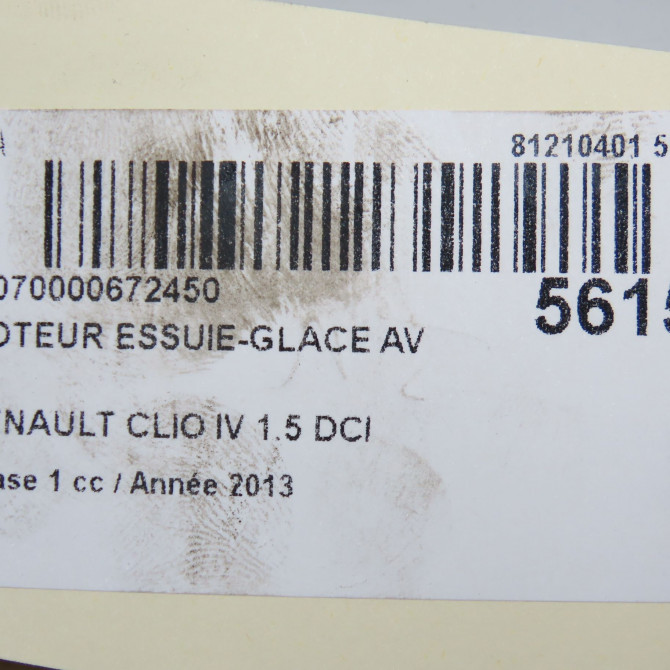 81210401 5
070000672450
5615
OTEUR ESSUIE-GLACE AV
NAULT CLIO IV 1.5 DCI
ase 1 cc / Année 2013